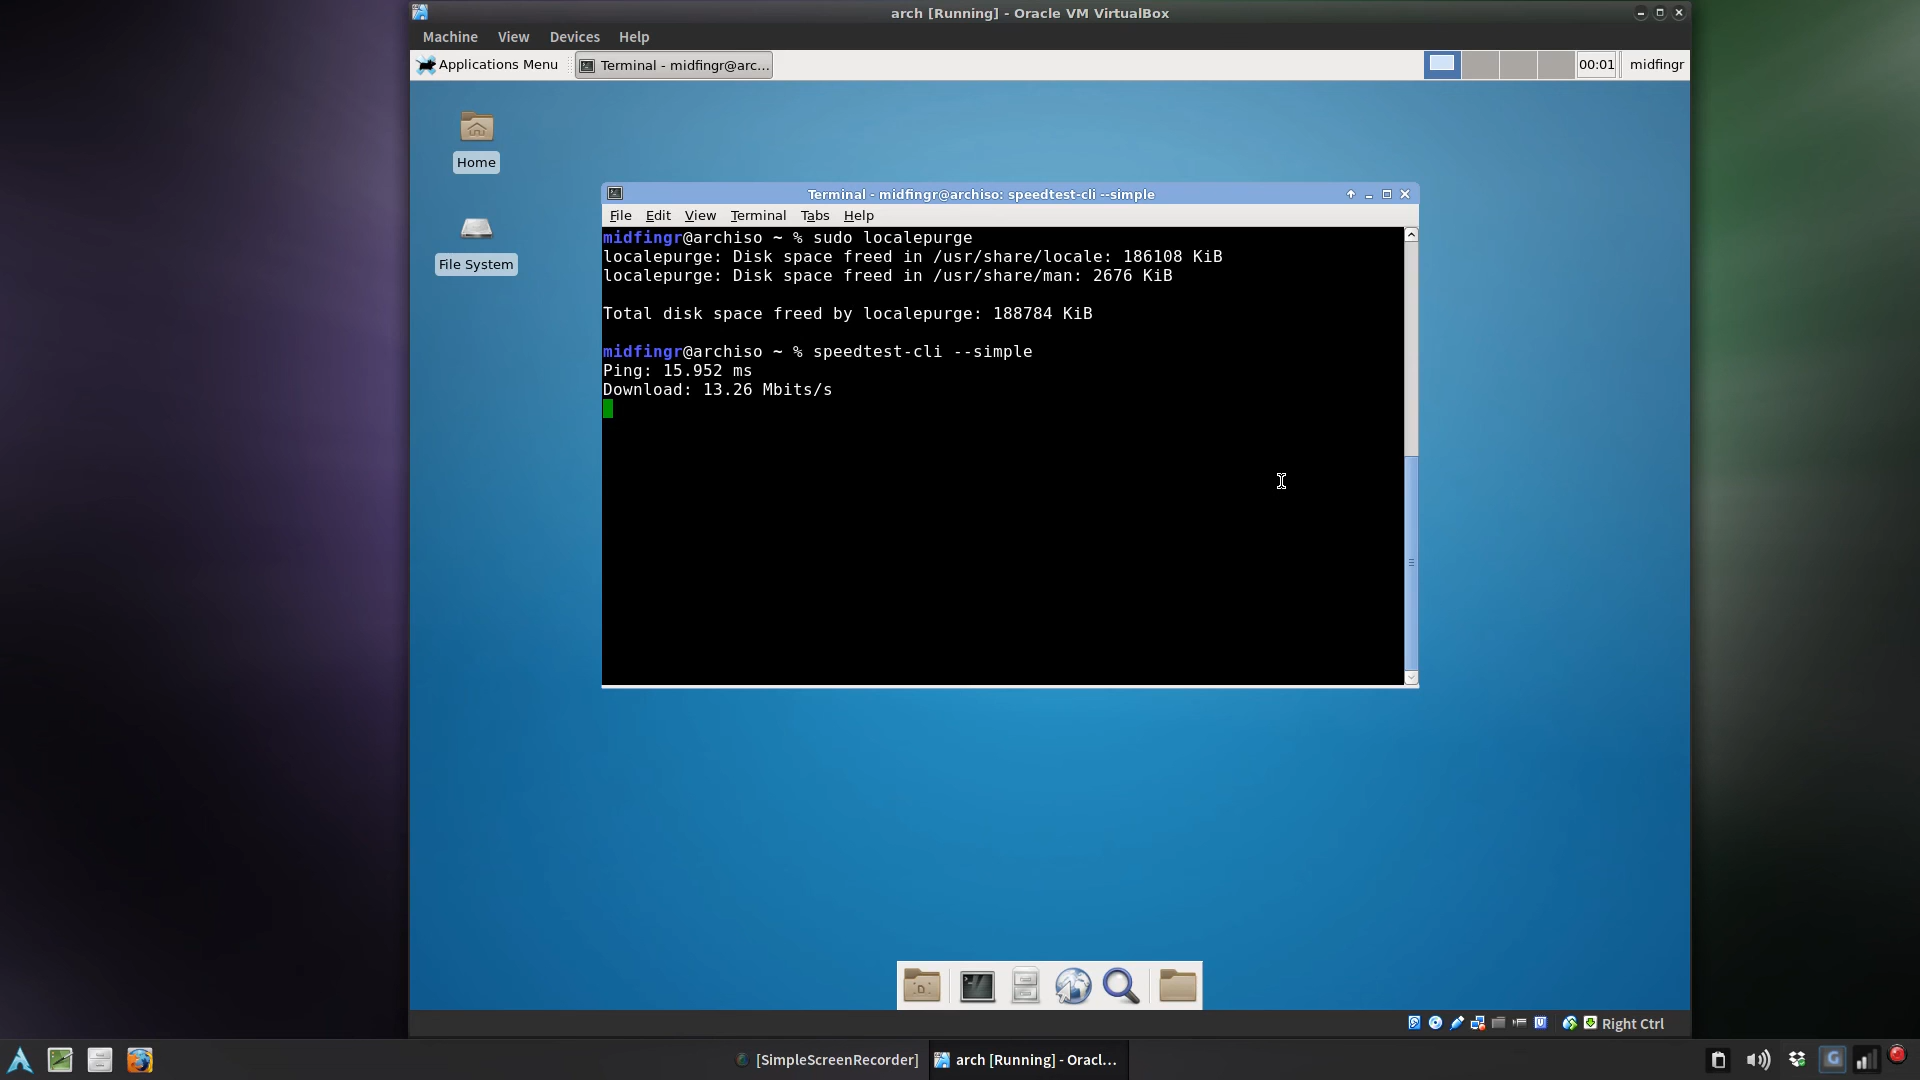 arch [Running] - Oracle VM VirtualBox
Machine View Devices Help
Applications Menu Terminal - midfingr@arc... 00:01 midfingr
Home
File System
Terminal - midfingr@archiso: speedtest-cli --simple
File Edit View Terminal Tabs Help
midfingr@archiso ~ % sudo localepurge
localepurge: Disk space freed in /usr/share/locale: 186108 KiB
localepurge: Disk space freed in /usr/share/man: 2676 KiB
Total disk space freed by localepurge: 188784 KiB
midfingr@archiso ~ % speedtest-cli --simple
Ping: 15.952 ms
Download: 13.26 Mbits/s
Right Ctrl
[SimpleScreenRecorder] arch [Running] - Oracl...